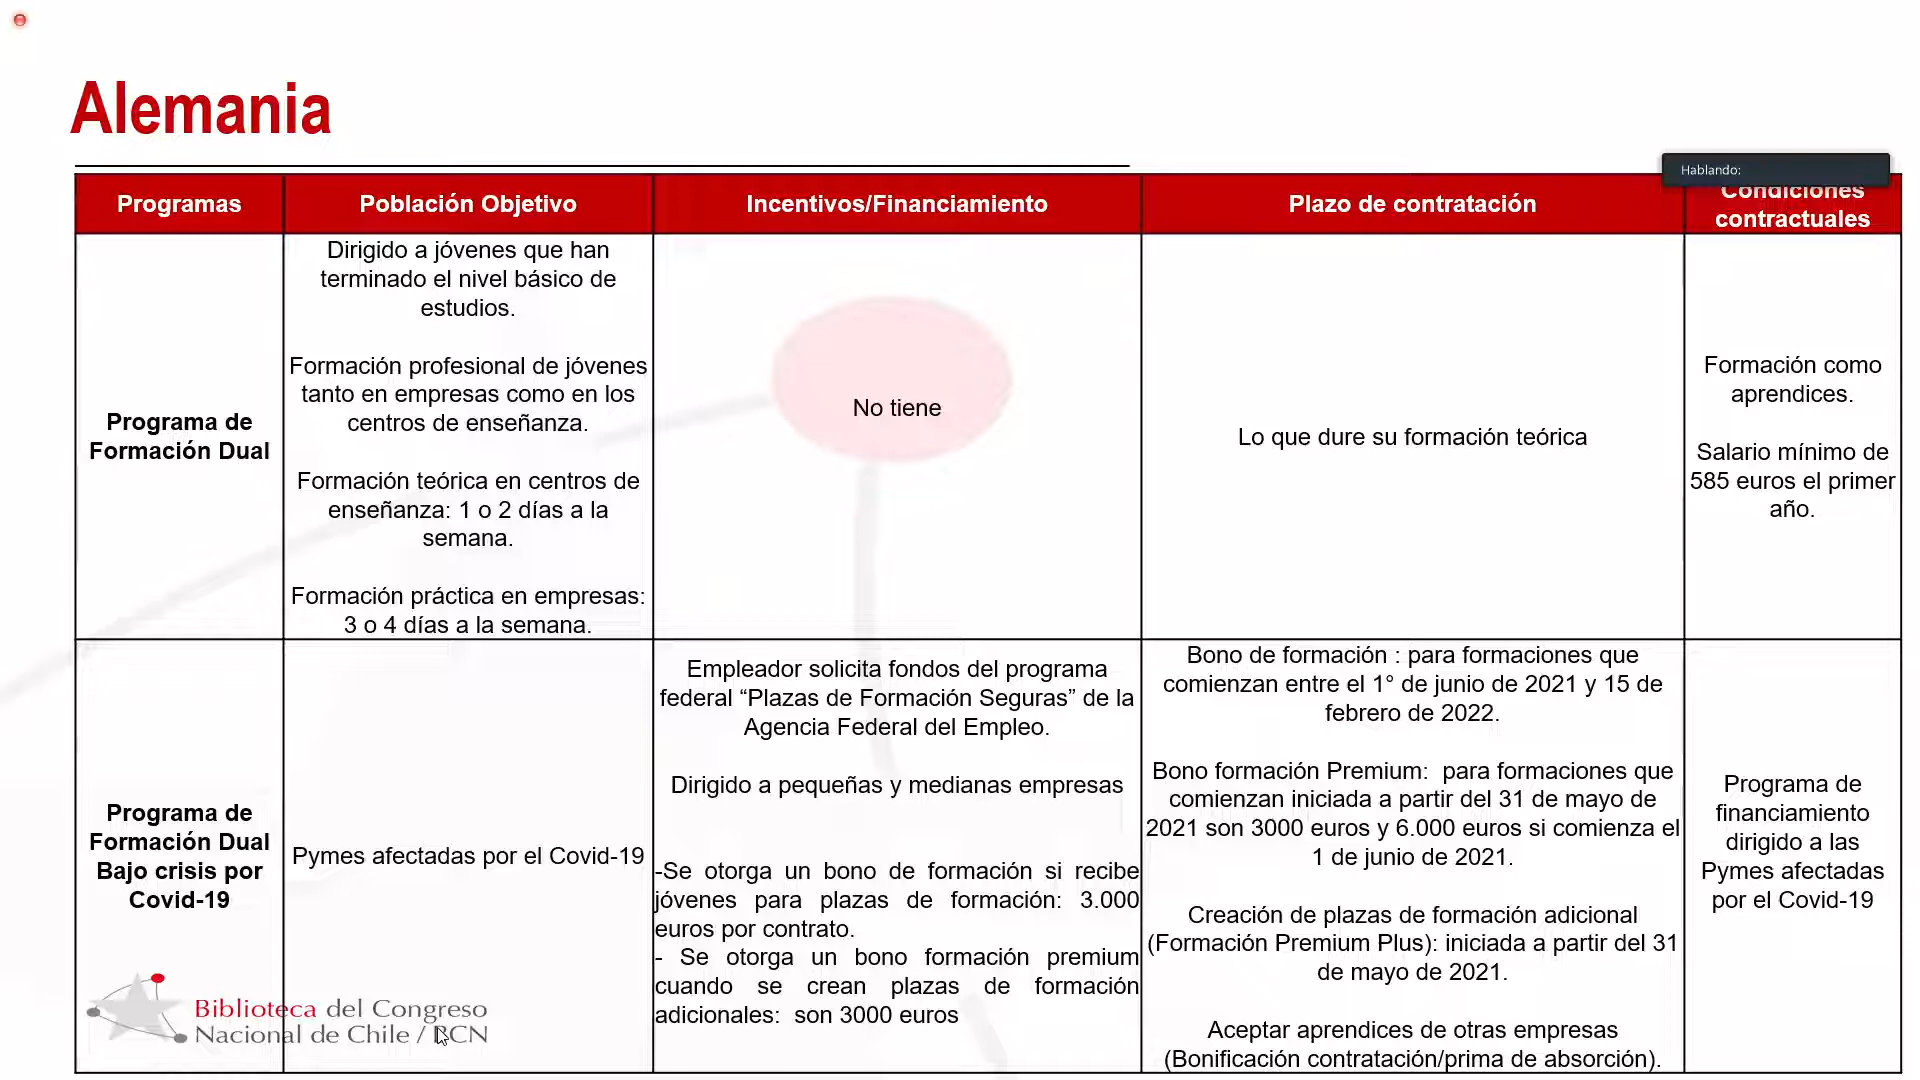 Alemania
Hablando:
Programas
Población Objetivo
Incentivos/Financiamiento
Plazo de contratación
Condiciones
contractuales
Programa de
Formación Dual
Dirigido a jóvenes que han
terminado el nivel básico de
estudios.
Formación profesional de jóvenes
tanto en empresas como en los
centros de enseñanza.
Formación teórica en centros de
enseñanza: 1 o 2 días a la
semana.
Formación práctica en empresas:
3 o 4 días a la semana.
No tiene
Lo que dure su formación teórica
Formación como
aprendices.
Salario mínimo de
585 euros el primer
año.
Programa de
Formación Dual
Bajo crisis por
Covid-19
Pymes afectadas por el Covid-19
Empleador solicita fondos del programa
federal “Plazas de Formación Seguras” de la
Agencia Federal del Empleo.
Dirigido a pequeñas y medianas empresas
-Se otorga un bono de formación si recibe
jóvenes para plazas de formación: 3.000
euros por contrato.
- Se otorga un bono formación premium
cuando se crean plazas de formación
adicionales: son 3000 euros
Bono de formación : para formaciones que
comienzan entre el 1° de junio de 2021 y 15 de
febrero de 2022.
Bono formación Premium: para formaciones que
comienzan iniciada a partir del 31 de mayo de
2021 son 3000 euros y 6.000 euros si comienza el
1 de junio de 2021.
Creación de plazas de formación adicional
(Formación Premium Plus): iniciada a partir del 31
de mayo de 2021.
Aceptar aprendices de otras empresas
(Bonificación contratación/prima de absorción).
Programa de
financiamiento
dirigido a las
Pymes afectadas
por el Covid-19
Biblioteca del Congreso
Nacional de Chile / BCN